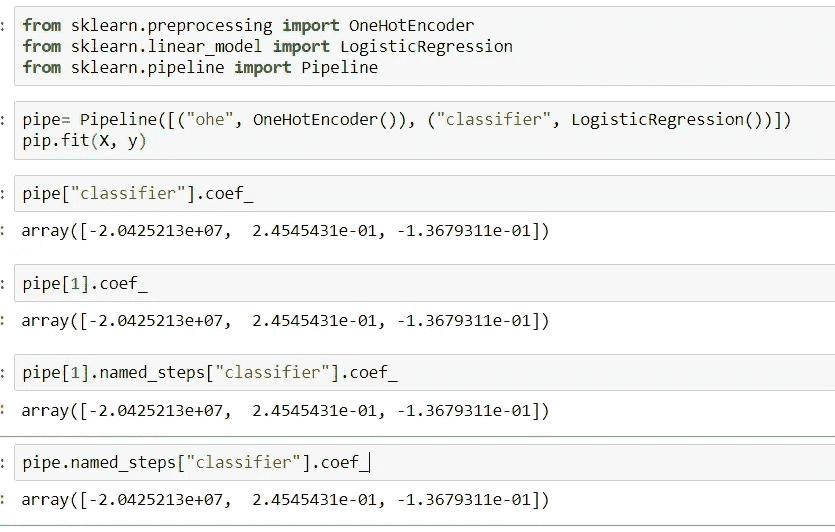 : from sklearn.preprocessing import OneHotEncoder
from sklearn.linear_model import LogisticRegression
from sklearn.pipeline import Pipeline
: pipe= Pipeline([("ohe", OneHotEncoder()), ("classifier", LogisticRegression())])
pip.fit(X, y)
: pipe["classifier"].coef_
: array([-2.0425213e+07,  2.4545431e-01, -1.3679311e-01])
: pipe[1].coef_
: array([-2.0425213e+07,  2.4545431e-01, -1.3679311e-01])
: pipe[1].named_steps["classifier"].coef_
: array([-2.0425213e+07,  2.4545431e-01, -1.3679311e-01])
: pipe.named_steps["classifier"].coef_
: array([-2.0425213e+07,  2.4545431e-01, -1.3679311e-01])